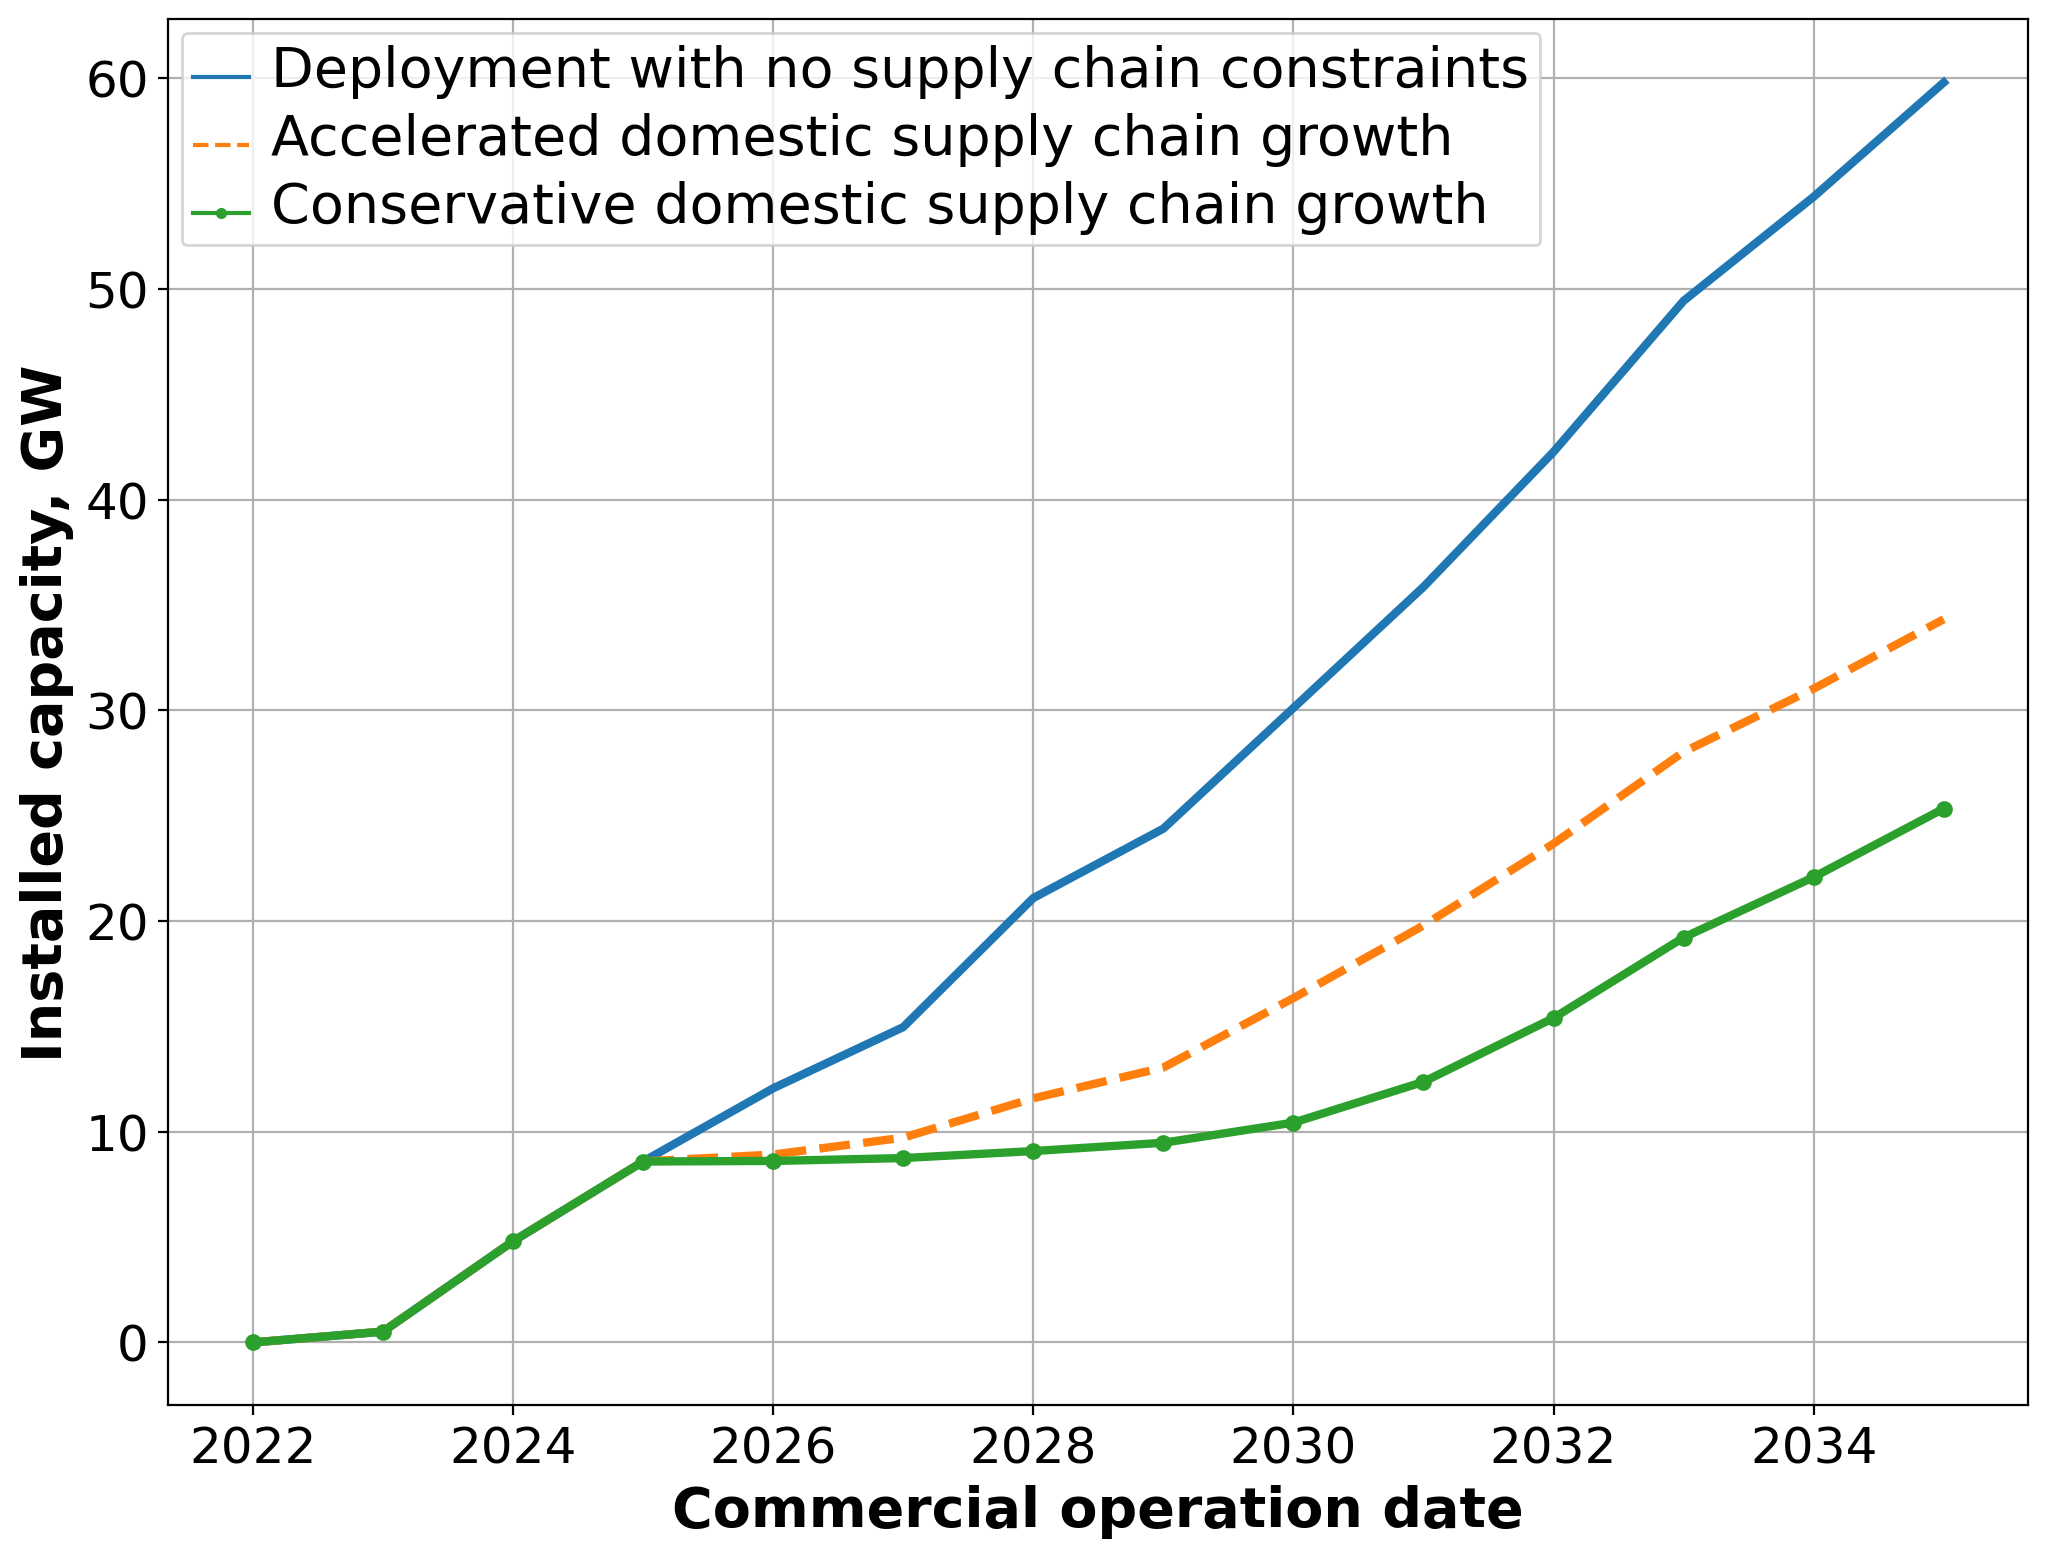 Deployment with no supply chain constraints
Accelerated domestic supply chain growth
Conservative domestic supply chain growth
60
50
40
30
20
10
0
Installed capacity, GW
2022 2024 2026 2028 2030 2032 2034
Commercial operation date